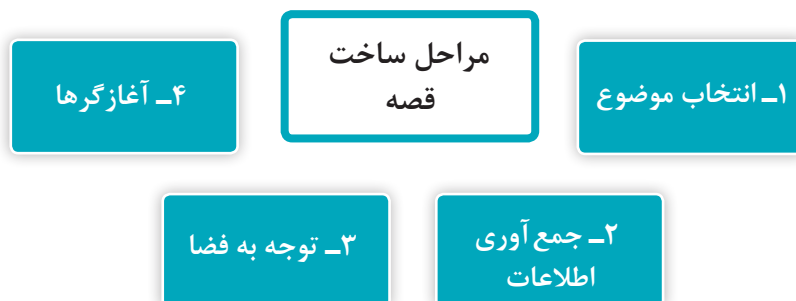 مراحل ساخت
قصه
۱ـ انتخاب موضوع
۲ـ جمع‌آوری
اطلاعات
۳ـ توجه به فضا
۴ـ آغازگرها